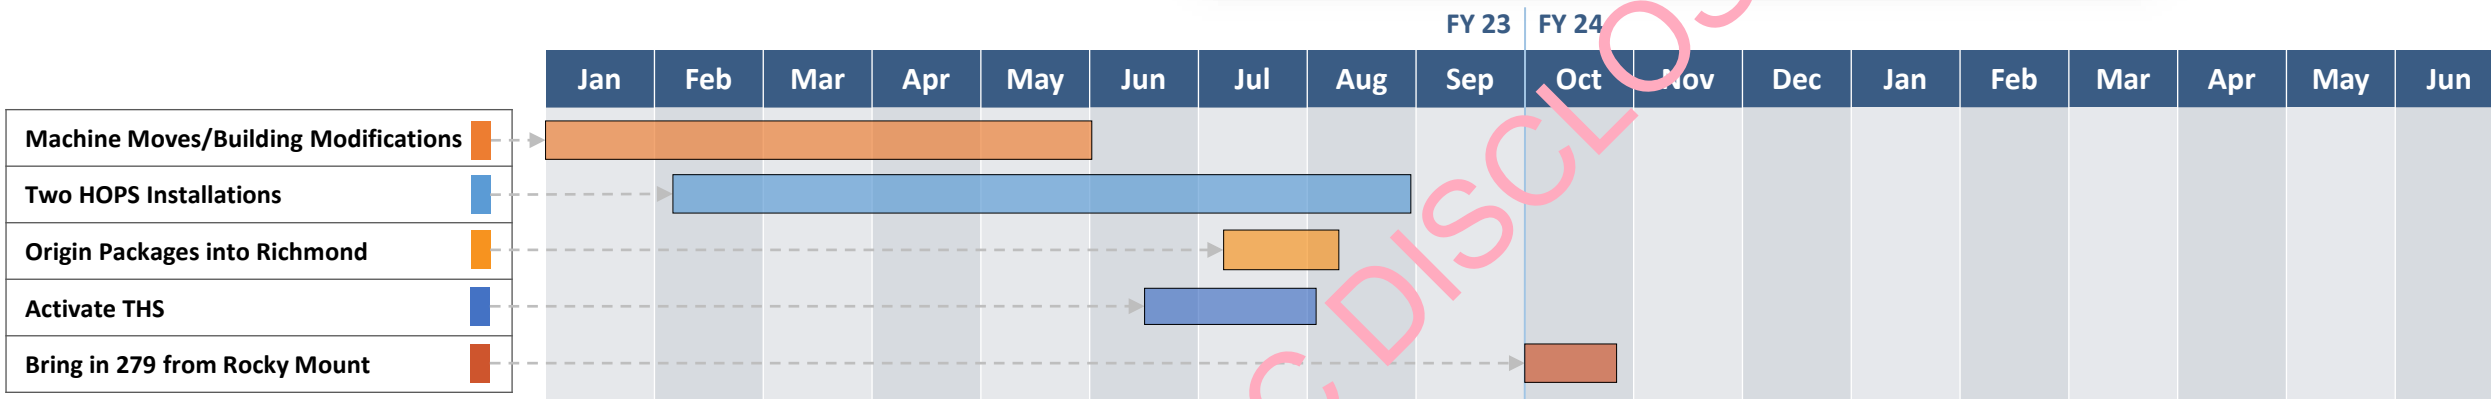 FY 23 FY 24
Jan Feb Mar Apr May Jun Jul Aug Sep Oct Nov Dec Jan Feb Mar Apr May Jun
Machine Moves/Building Modifications
Two HOPS Installations
Origin Packages into Richmond
Activate THS
Bring in 279 from Rocky Mount
C DISCLOS